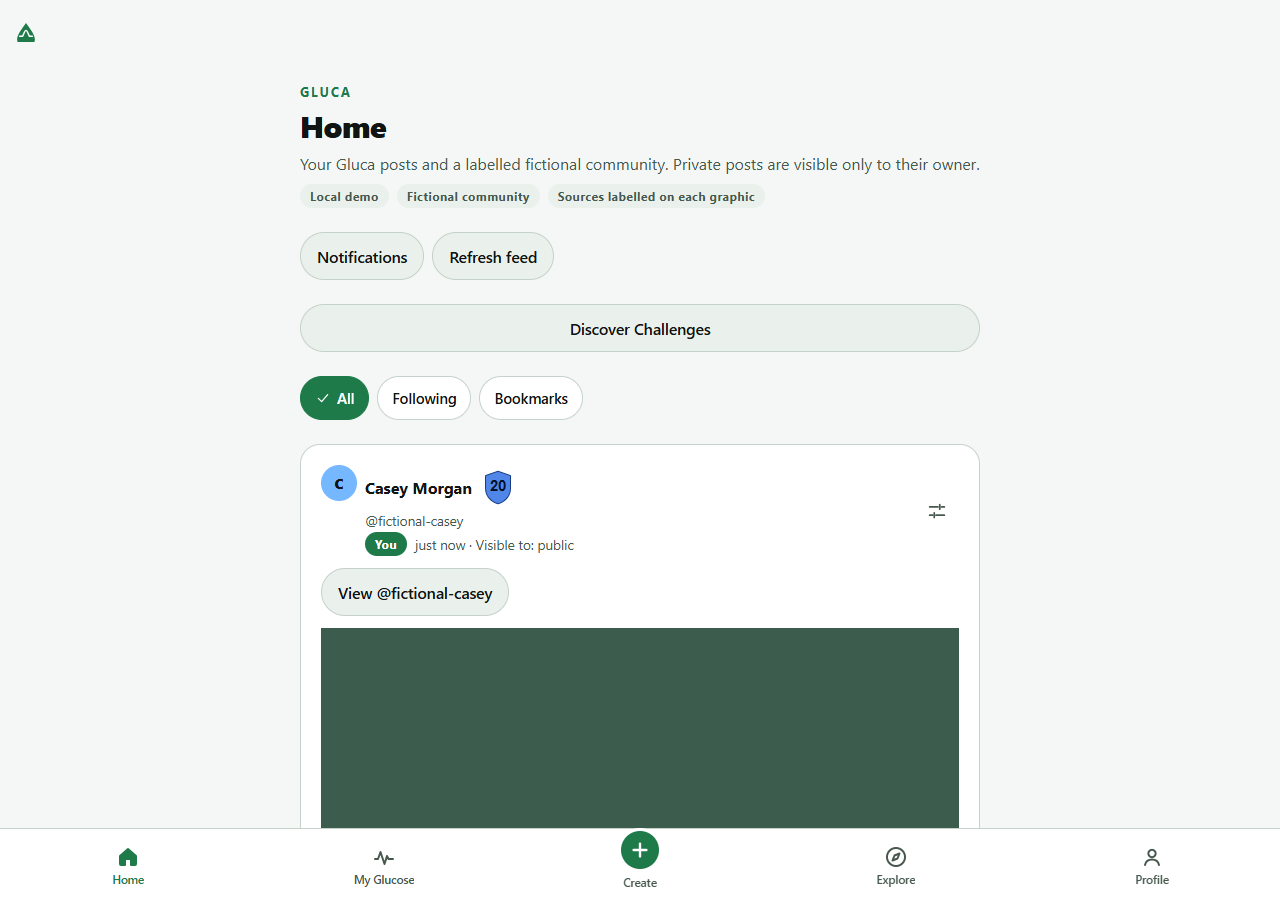 GLUCA
Home
Your Gluca posts and a labelled fictional community. Private posts are visible only to their owner.
Local demo Fictional community Sources labelled on each graphic
Notifications Refresh feed
Discover Challenges
All Following Bookmarks
C Casey Morgan 20
@fictional-casey
You just now · Visible to: public
View @fictional-casey
Home My Glucose Create Explore Profile